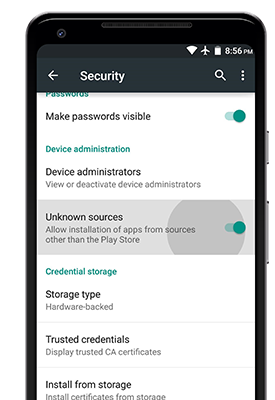 8:56 PM
Security
Passwords
Make passwords visible
Device administration
Device administrators
View or deactivate device administrators
Unknown sources
Allow installation of apps from sources
other than the Play Store
Credential storage
Storage type
Hardware-backed
Trusted credentials
Display trusted CA certificates
Install from storage
Install certificates from storage